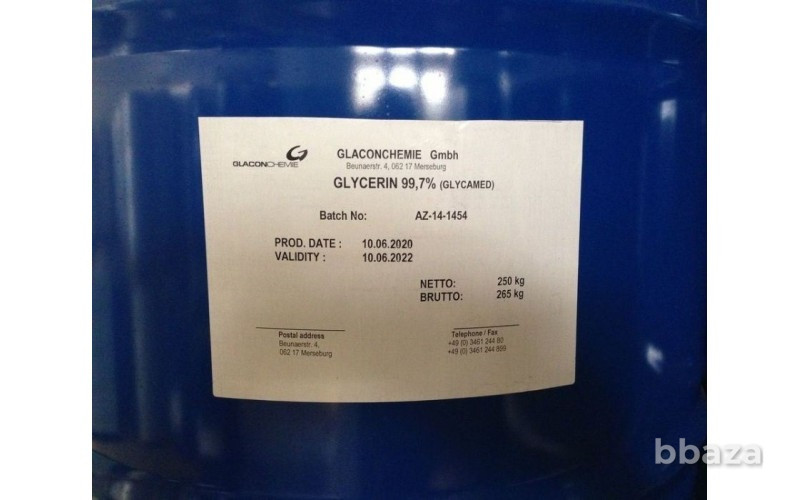 GLACONCHEMIE
GLACONCHEMIE Gmbh
Beunaerstr. 4, 062 17 Merseburg
GLYCERIN 99,7% (GLYCAMED)
Batch No: AZ-14-1454
PROD. DATE : 10.06.2020
VALIDITY : 10.06.2022
NETTO: 250 kg
BRUTTO: 265 kg
Postal address
Beunaerstr. 4,
062 17 Merseburg
Telephone / Fax
+49 (0) 3461 244 80
+49 (0) 3461 244 869
bbaza